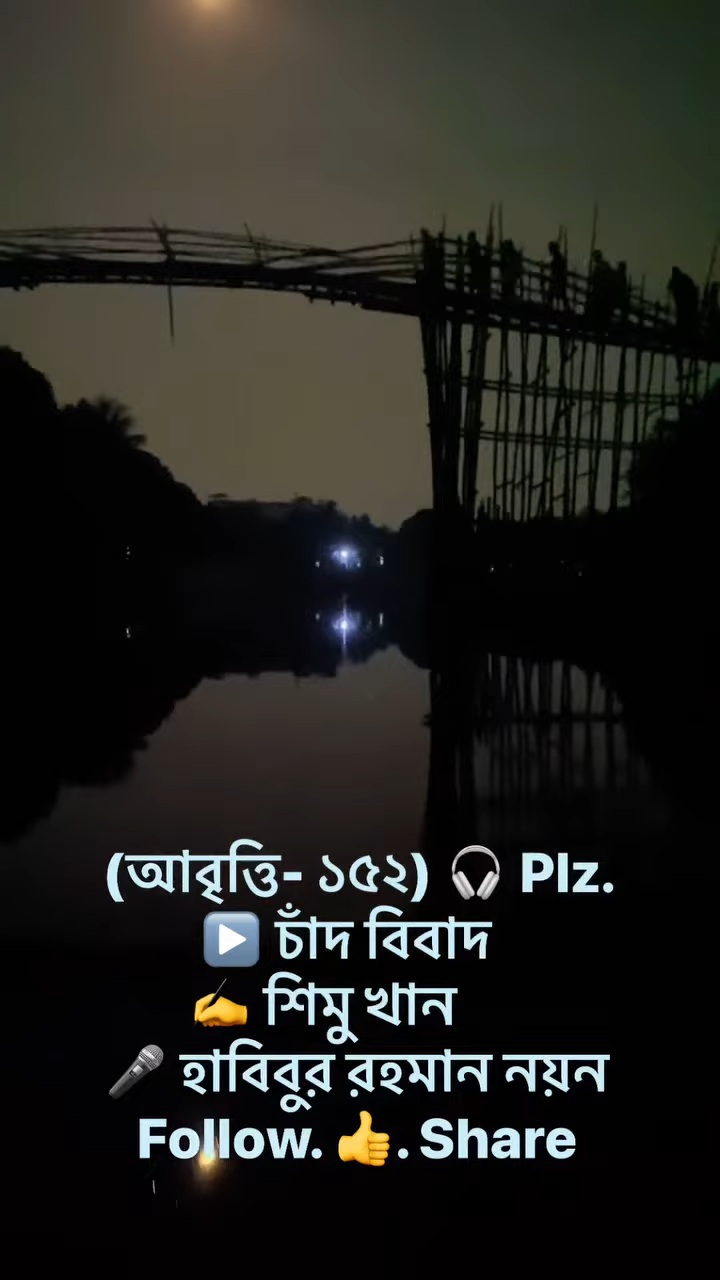 (আবৃত্তি- ১৫২) 🎧 Plz.
▶️ চাঁদ বিবাদ
✍️ শিমু খান
🎤 হাবিবুর রহমান নয়ন
Follow. 👍. Share